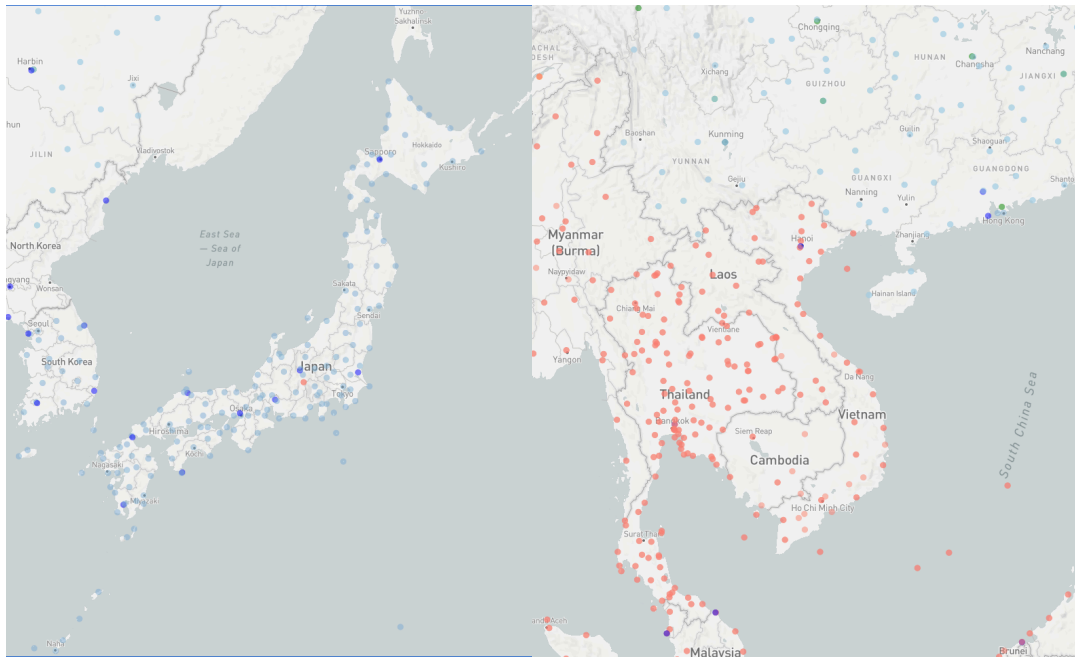 Yuzhno
Sakhalinsk
Harbin
Jixi
JILIN
Vladivostok
Sapporo
Hokkaido
Kushiro
East Sea
— Sea of
Japan
North Korea
Wonsan
Seoul
South Korea
Sakata
Sendai
Japan
Tokyo
Osaka
Hiroshima
Kochi
Nagasaki
Miyazaki
Naha
Chongqing
HUNAN
Nanchang
Changsha
JIANGXI
DESH
Xichang
GUIZHOU
Baoshan
Kunming
YUNNAN
Guilin
Shaoguan
GUANGDONG
GUANGXI
Gejiu
Nanning
Yulin
Shanto
Hong Kong
Zhanjiang
Hainan Island
Myanmar
(Burma)
Naypyidaw
Hanoi
Laos
Chiang Mai
Vientiane
Yangon
Da Nang
Thailand
Bangkok
Vietnam
Siem Reap
Cambodia
Ho Chi Minh City
South China Sea
Surat Thani
Malaysia
Brunei